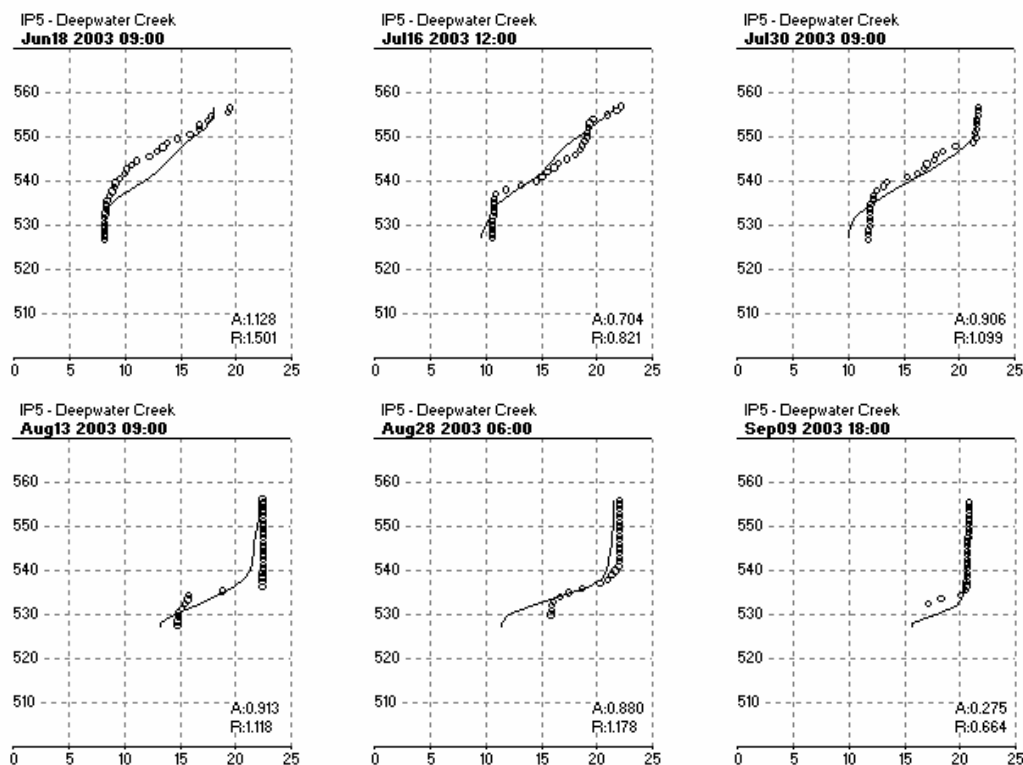 IP5 - Deepwater Creek
Jun18 2003 09:00
560
550
540
530
520
510
A:1.128
R:1.501
0 5 10 15 20 25
IP5 - Deepwater Creek
Jul16 2003 12:00
560
550
540
530
520
510
A:0.704
R:0.821
0 5 10 15 20 25
IP5 - Deepwater Creek
Jul30 2003 09:00
560
550
540
530
520
510
A:0.906
R:1.099
0 5 10 15 20 25
IP5 - Deepwater Creek
Aug13 2003 09:00
560
550
540
530
520
510
A:0.913
R:1.118
0 5 10 15 20 25
IP5 - Deepwater Creek
Aug28 2003 06:00
560
550
540
530
520
510
A:0.880
R:1.178
0 5 10 15 20 25
IP5 - Deepwater Creek
Sep09 2003 18:00
560
550
540
530
520
510
A:0.275
R:0.664
0 5 10 15 20 25